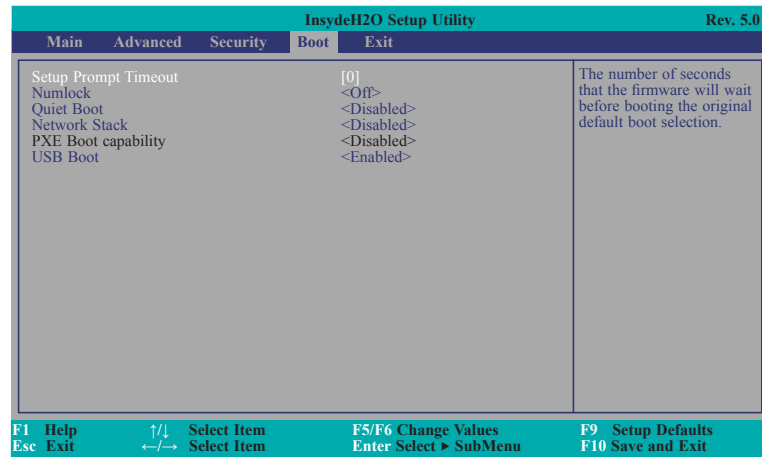 InsydeH2O Setup Utility Rev. 5.0
Main Advanced Security Boot Exit
Setup Prompt Timeout [0]
Numlock <Off>
Quiet Boot <Disabled>
Network Stack <Disabled>
PXE Boot capability <Disabled>
USB Boot <Enabled>
The number of seconds
that the firmware will wait
before booting the original
default boot selection.
F1 Help ↑/↓ Select Item F5/F6 Change Values F9 Setup Defaults
Esc Exit ←/→ Select Item Enter Select ► SubMenu F10 Save and Exit